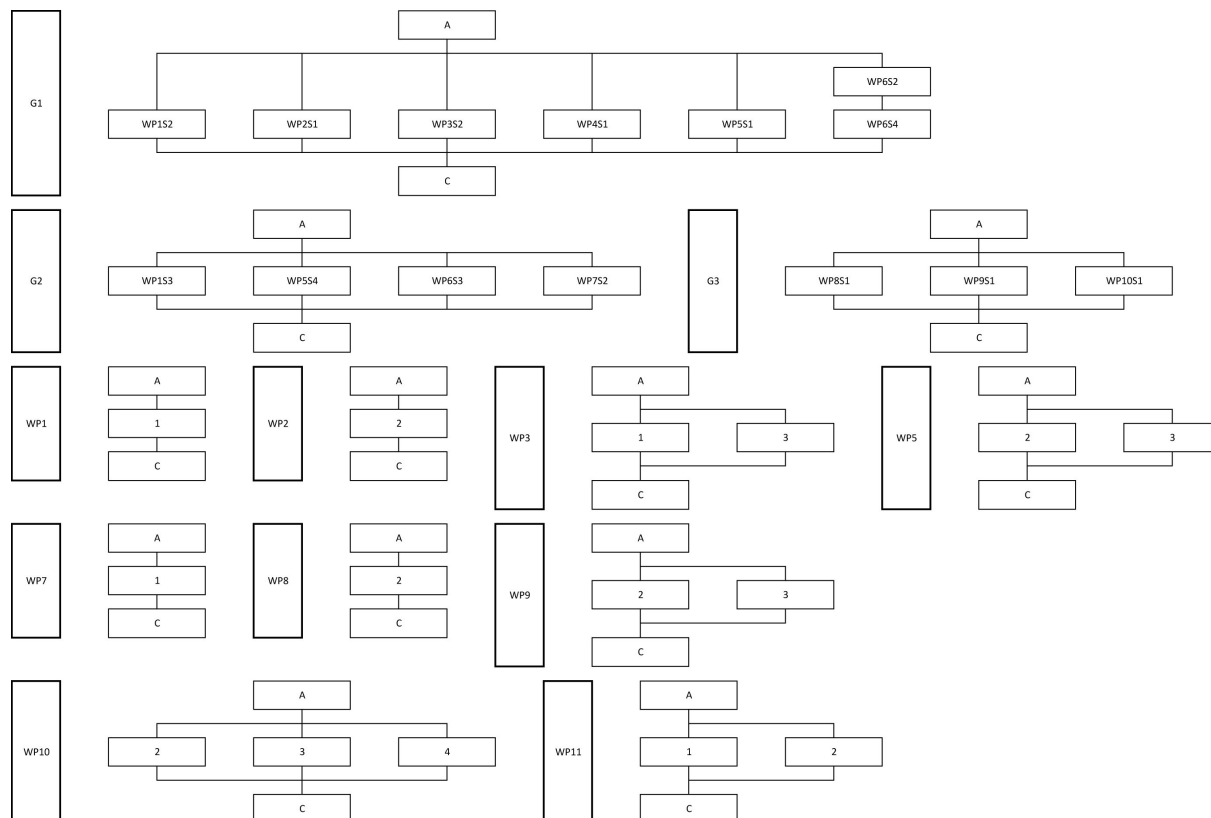 A
WP6S2
G1
WP1S2 WP2S1 WP3S2 WP4S1 WP5S1 WP6S4
C
A A
G2 WP1S3 WP5S4 WP6S3 WP7S2 G3 WP8S1 WP9S1 WP10S1
C C
A A A A
WP1 1 WP2 2 WP3 1 3 WP5 2 3
C C C C
A A A
WP7 1 WP8 2 WP9 2 3
C C C
A A
WP10 2 3 4 WP11 1 2
C C